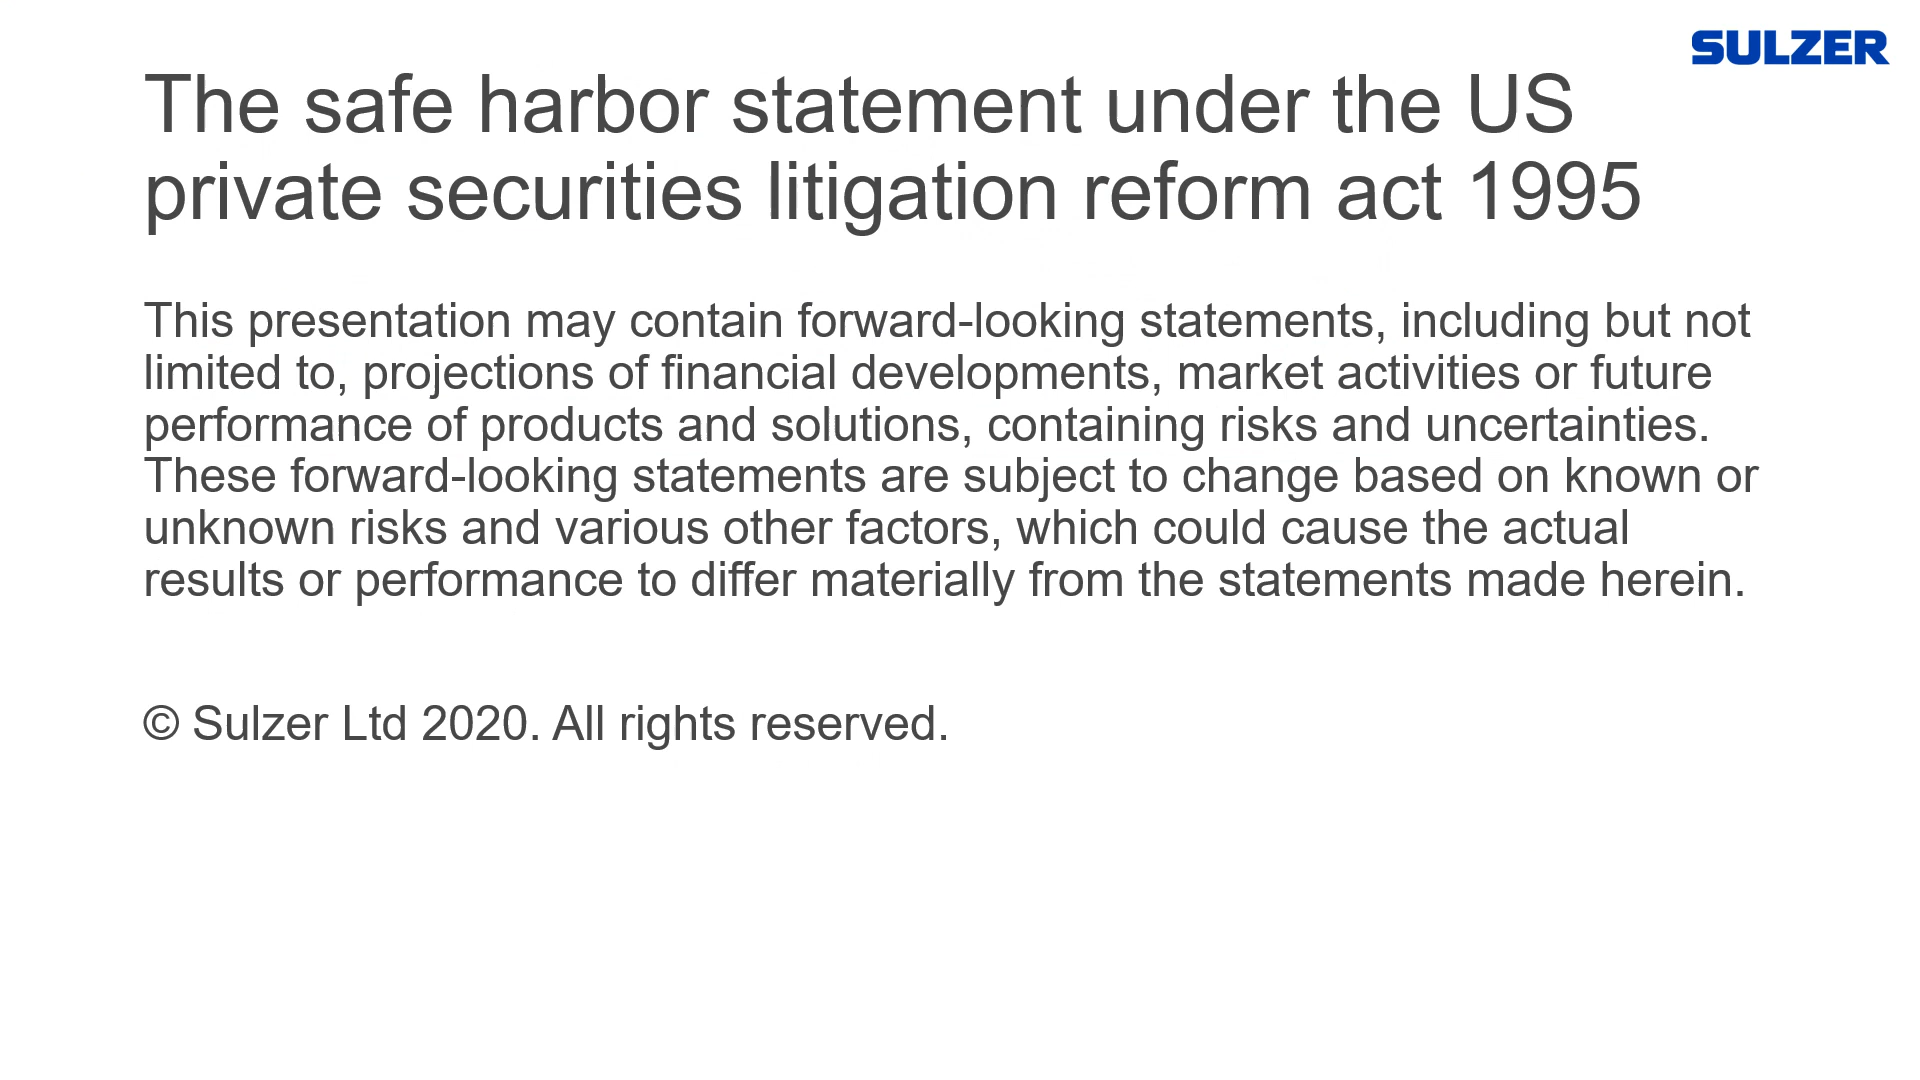 SULZER
The safe harbor statement under the US
private securities litigation reform act 1995
This presentation may contain forward-looking statements, including but not
limited to, projections of financial developments, market activities or future
performance of products and solutions, containing risks and uncertainties.
These forward-looking statements are subject to change based on known or
unknown risks and various other factors, which could cause the actual
results or performance to differ materially from the statements made herein.
© Sulzer Ltd 2020. All rights reserved.